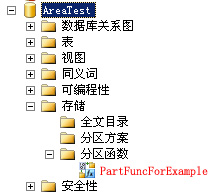 AreaTest
数据库关系图
表
视图
同义词
可编程性
存储
全文目录
分区方案
分区函数
PartFuncForExample
安全性